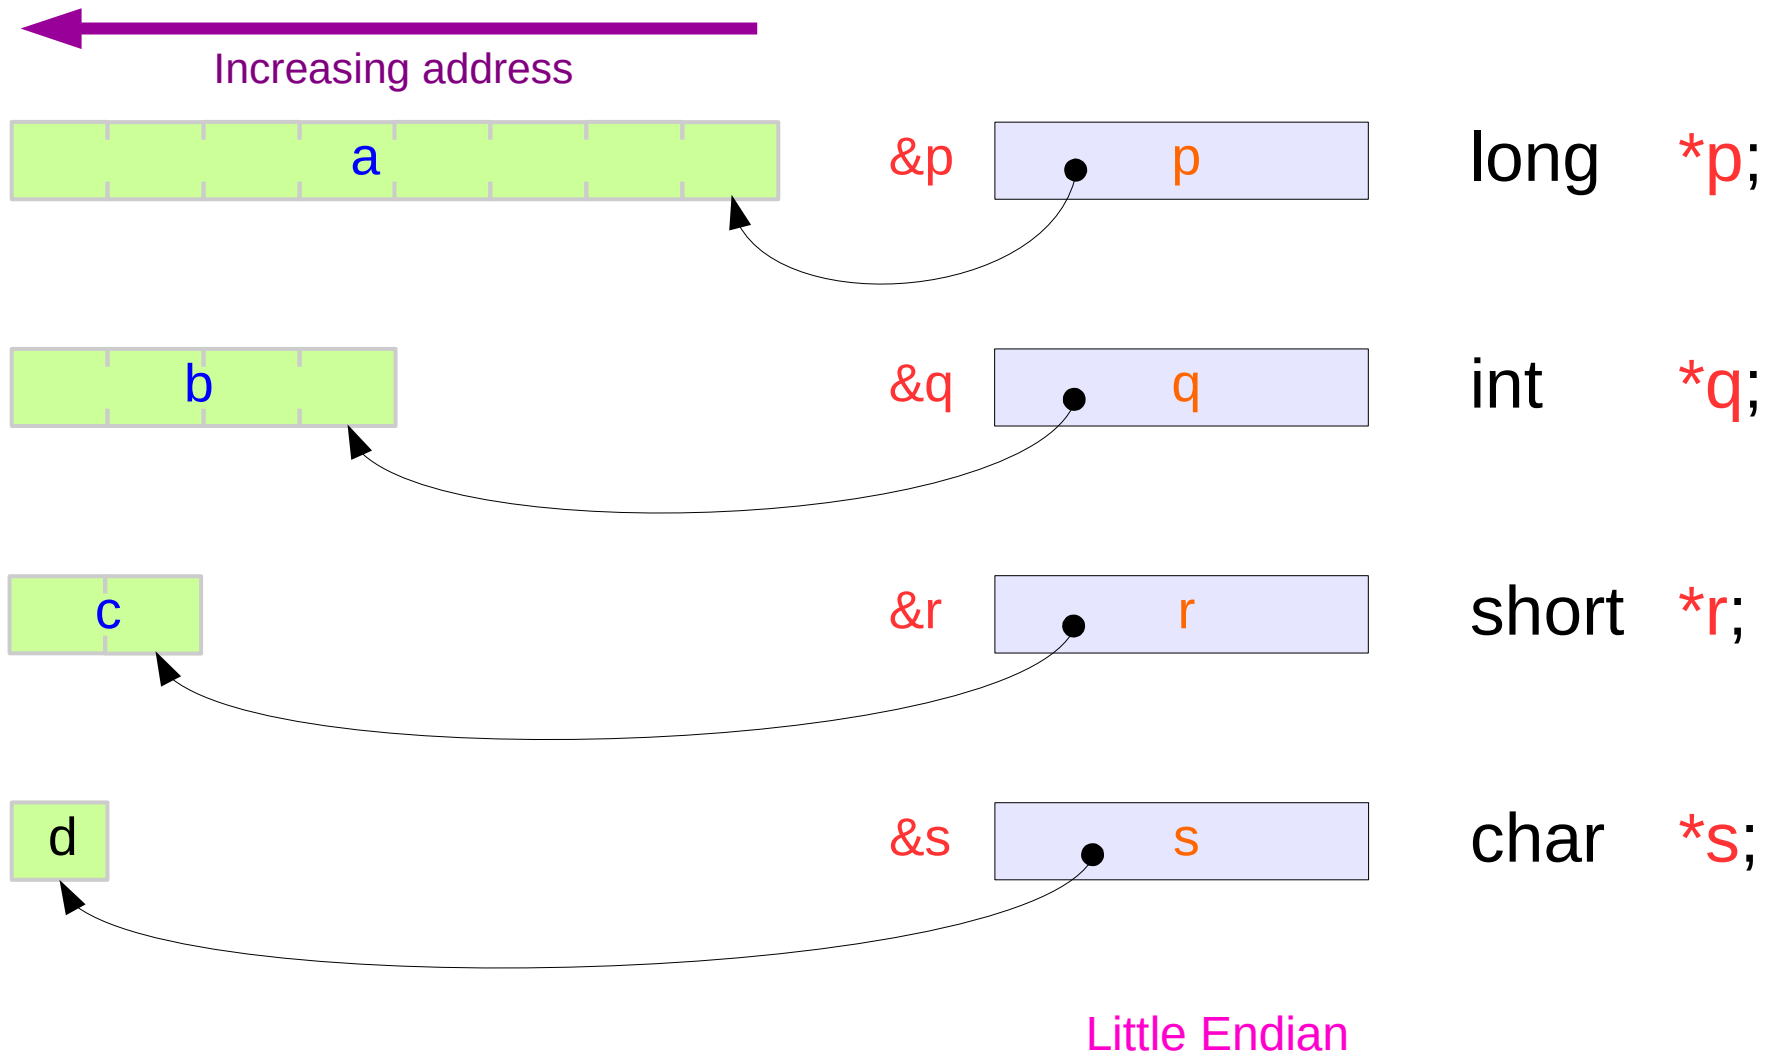 Increasing address
a &p p long *p;
b &q q int *q;
c &r r short *r;
d &s s char *s;
Little Endian